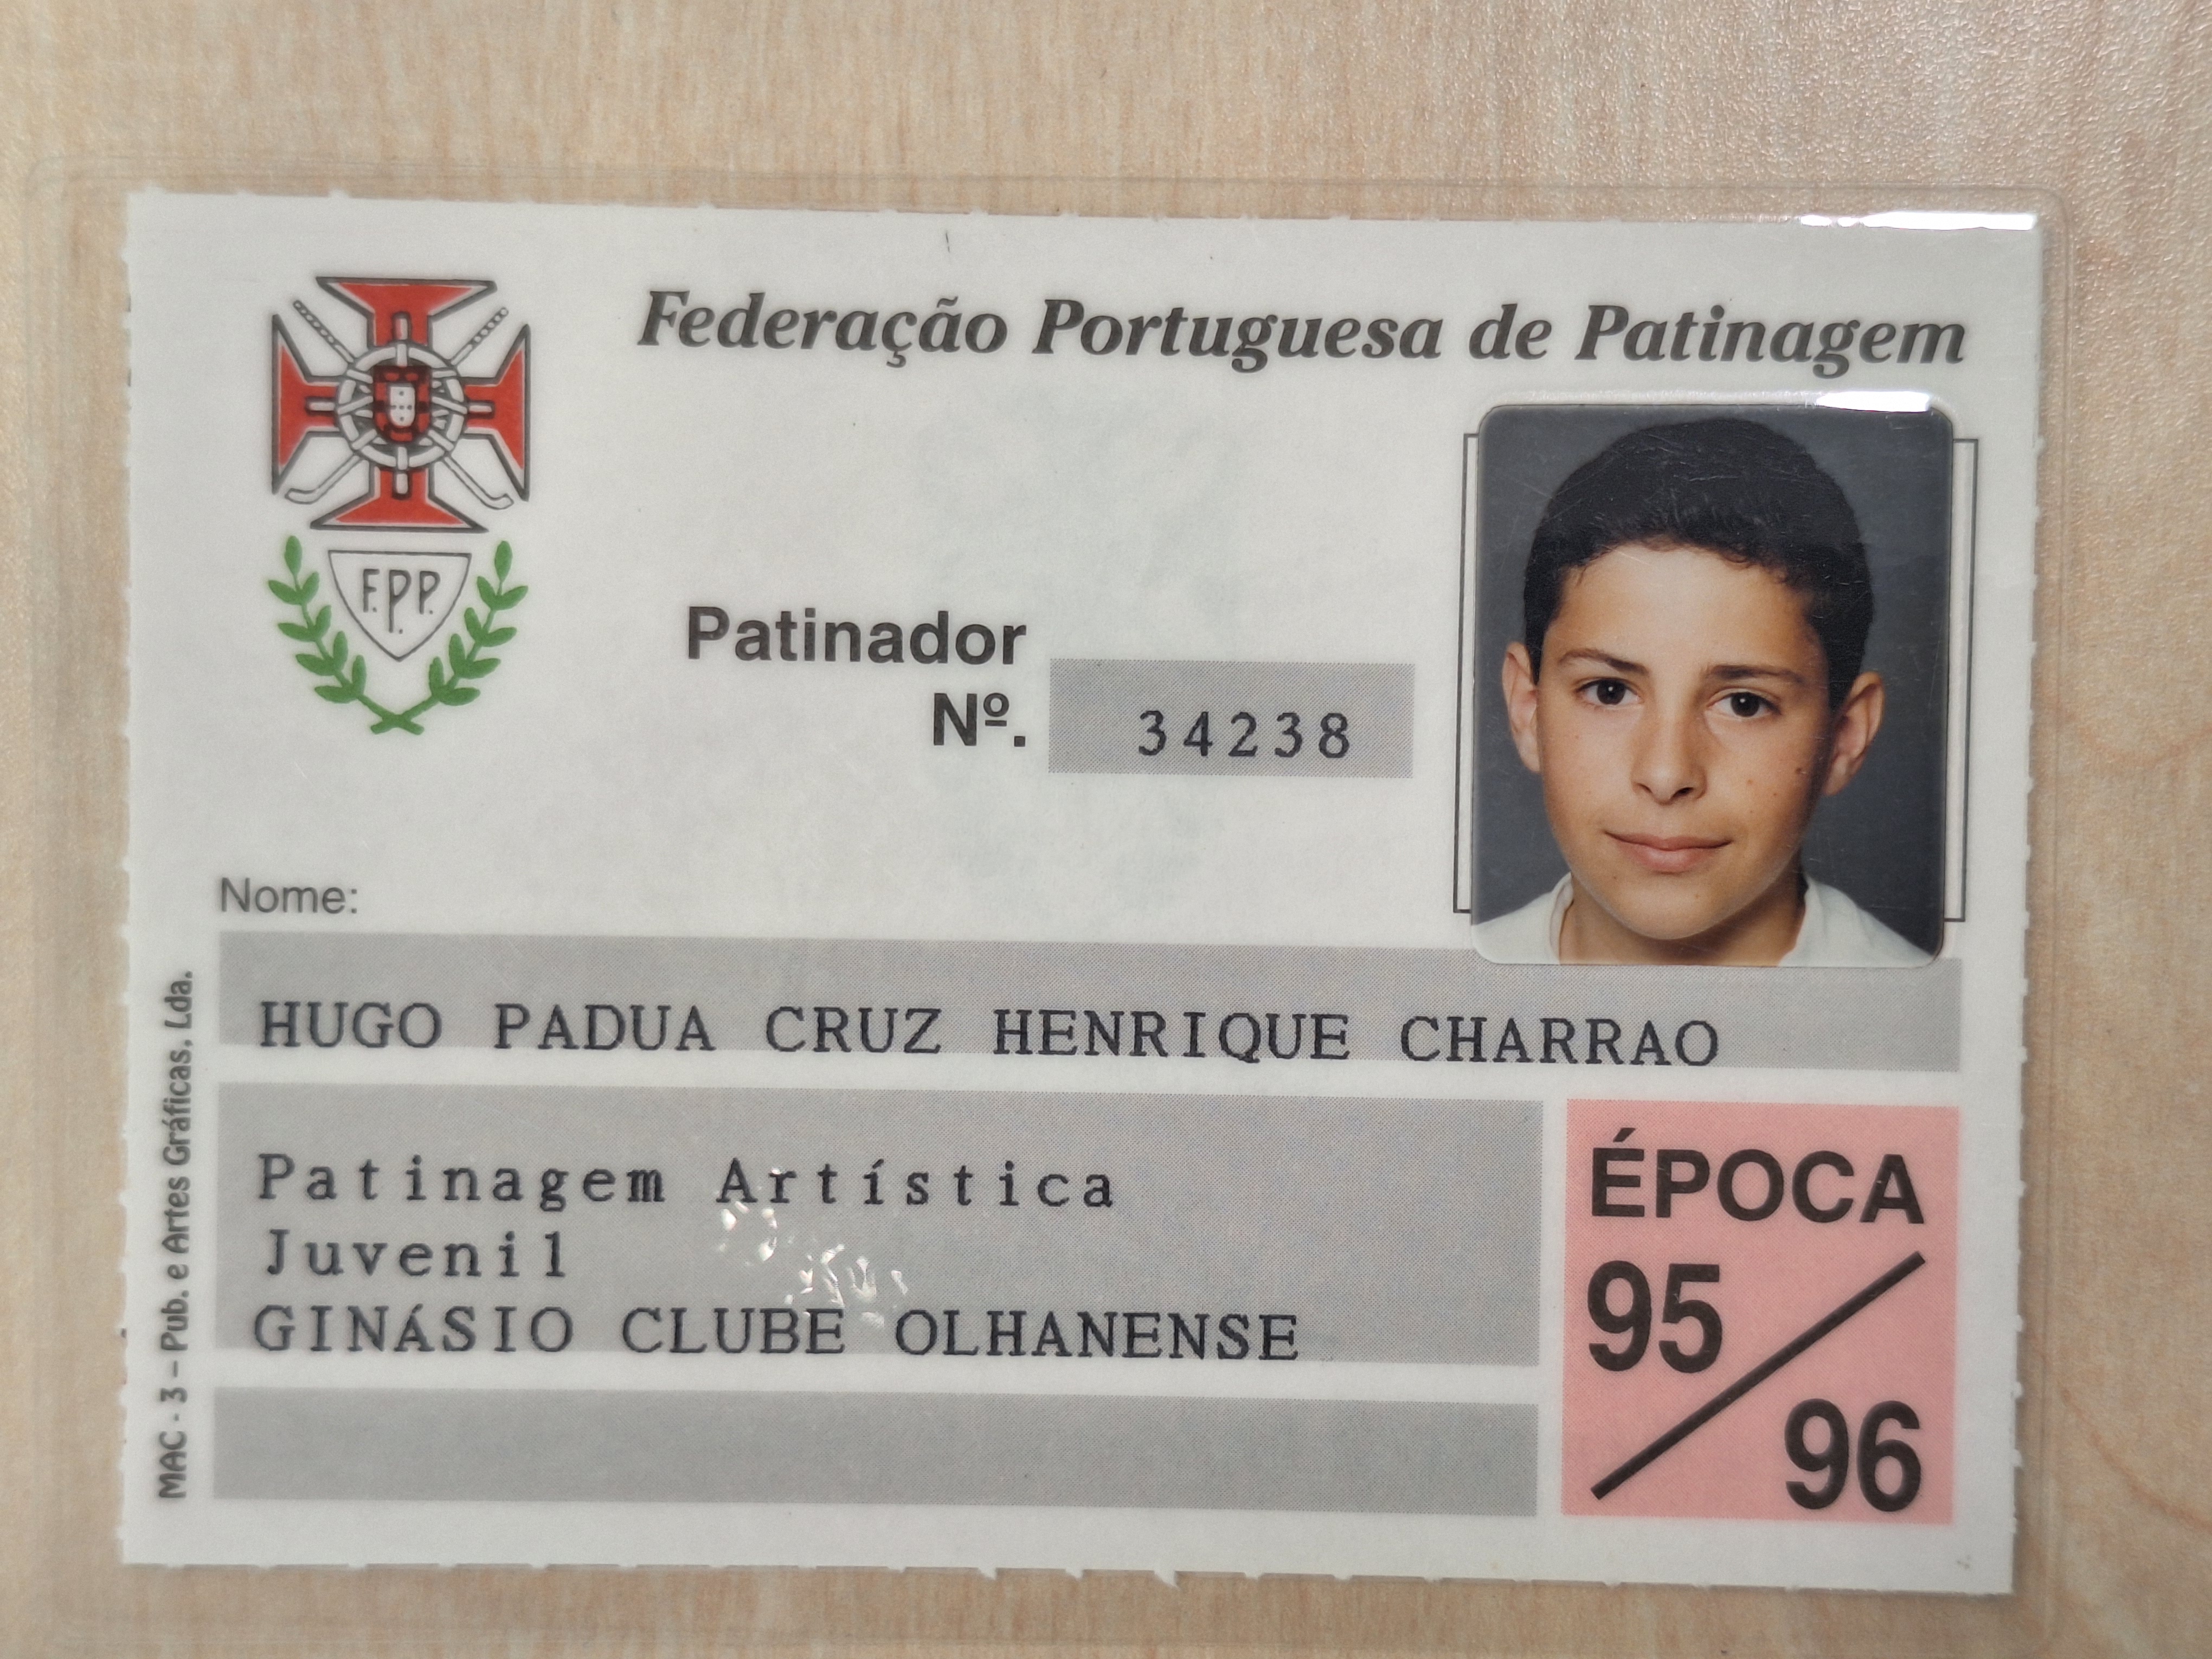 Federação Portuguesa de Patinagem
F.P.P.
Patinador
Nº. 34238
Nome:
HUGO PADUA CRUZ HENRIQUE CHARRAO
Patinagem Artística
Juvenil
GINÁSIO CLUBE OLHANENSE
ÉPOCA
95/96
MAC - 3 – Pub. e Artes Gráficas, Lda.